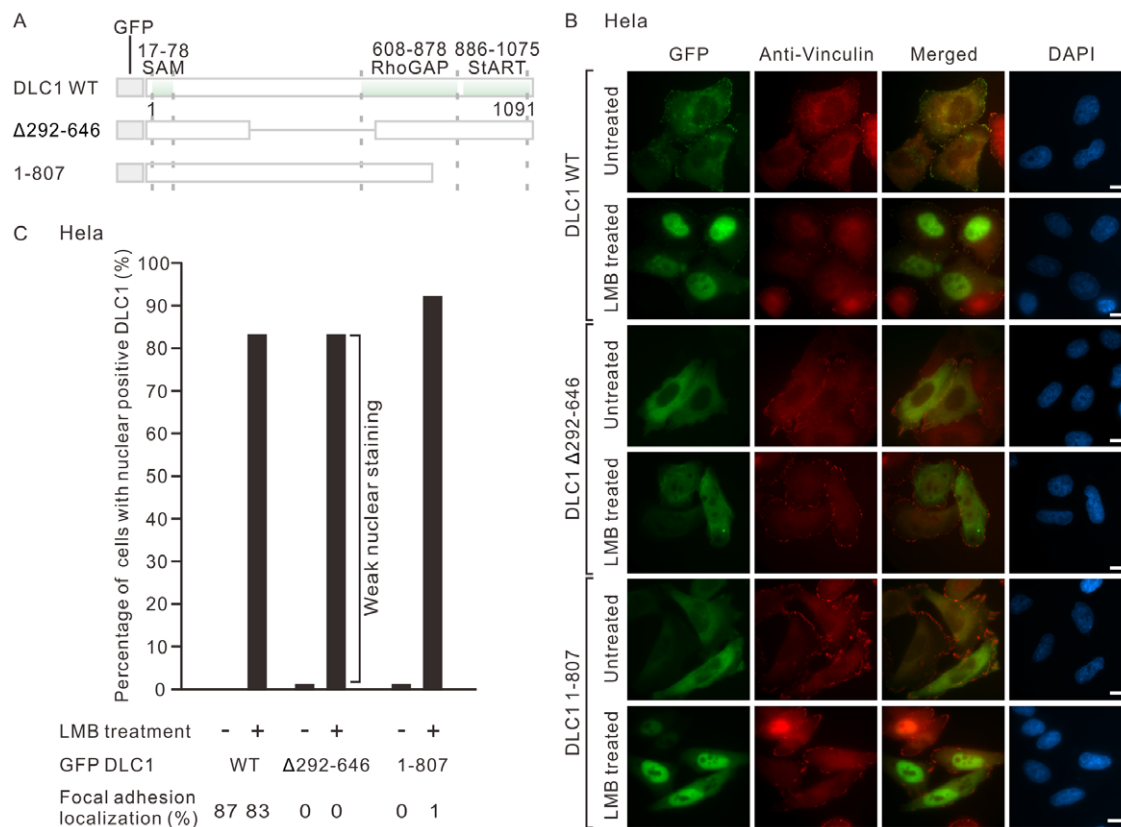 A
GFP
17-78 608-878 886-1075
SAM RhoGAP StART
DLC1 WT
1 1091
Δ292-646
1-807
B Hela
GFP Anti-Vinculin Merged DAPI
DLC1 WT
Untreated
LMB treated
DLC1 Δ292-646
Untreated
LMB treated
DLC11-807
Untreated
LMB treated
C Hela
Percentage of cells with nuclear positive DLC1 (%)
100
90
80
70
60
50
40
30
20
10
0
Weak nuclear staining
LMB treatment - + - + - +
GFP DLC1 WT Δ292-646 1-807
Focal adhesion
localization (%) 87 83 0 0 0 1